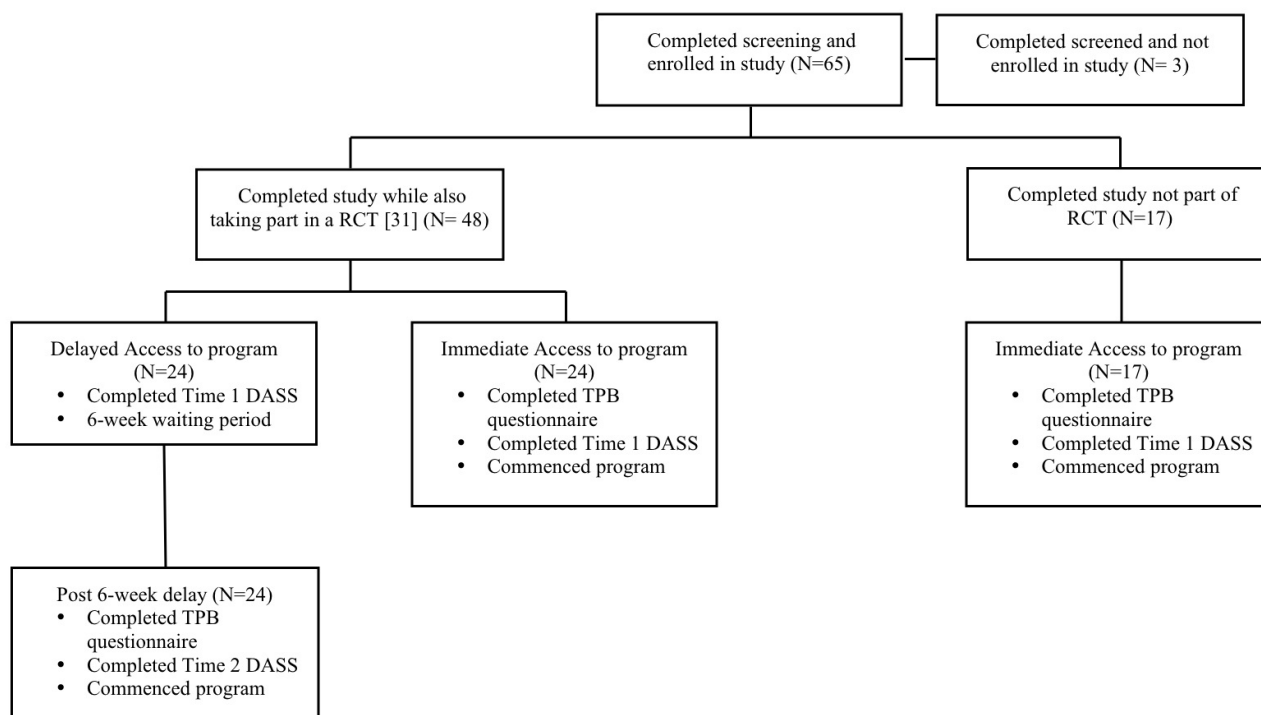 Completed screening and
enrolled in study (N=65)
Completed screened and not
enrolled in study (N= 3)
Completed study while also
taking part in a RCT [31] (N= 48)
Completed study not part of
RCT (N=17)
Delayed Access to program
(N=24)
• Completed Time 1 DASS
• 6-week waiting period
Immediate Access to program
(N=24)
• Completed TPB
questionnaire
• Completed Time 1 DASS
• Commenced program
Immediate Access to program
(N=17)
• Completed TPB
questionnaire
• Completed Time 1 DASS
• Commenced program
Post 6-week delay (N=24)
• Completed TPB
questionnaire
• Completed Time 2 DASS
• Commenced program